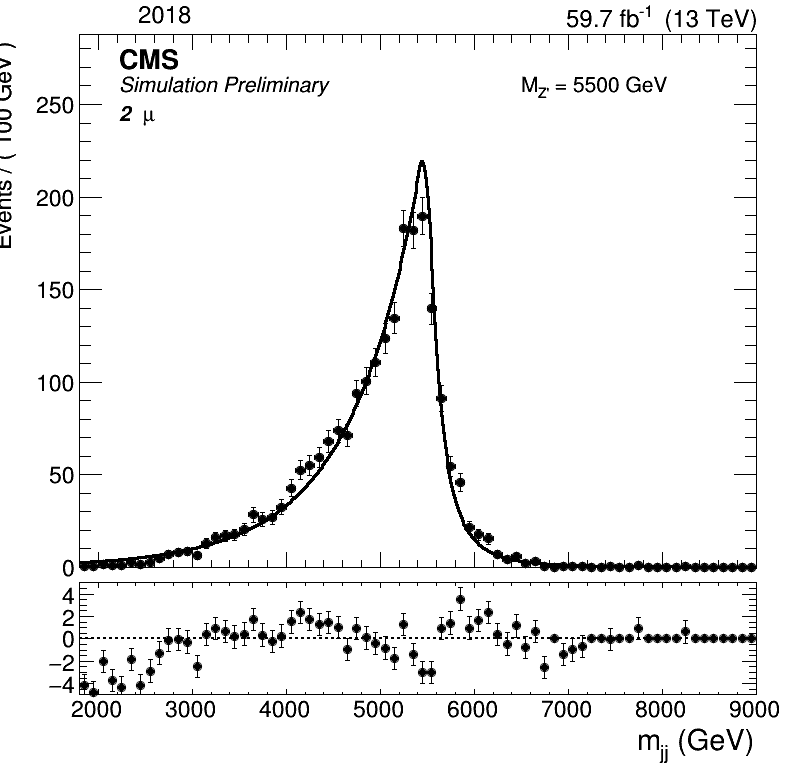 2018
59.7 fb-1 (13 TeV)
CMS
Simulation Preliminary
MZ' = 5500 GeV
2 μ
Events / ( 100 GeV )
250
200
150
100
50
0
4
2
0
−2
−4
2000 3000 4000 5000 6000 7000 8000 9000
mjj (GeV)